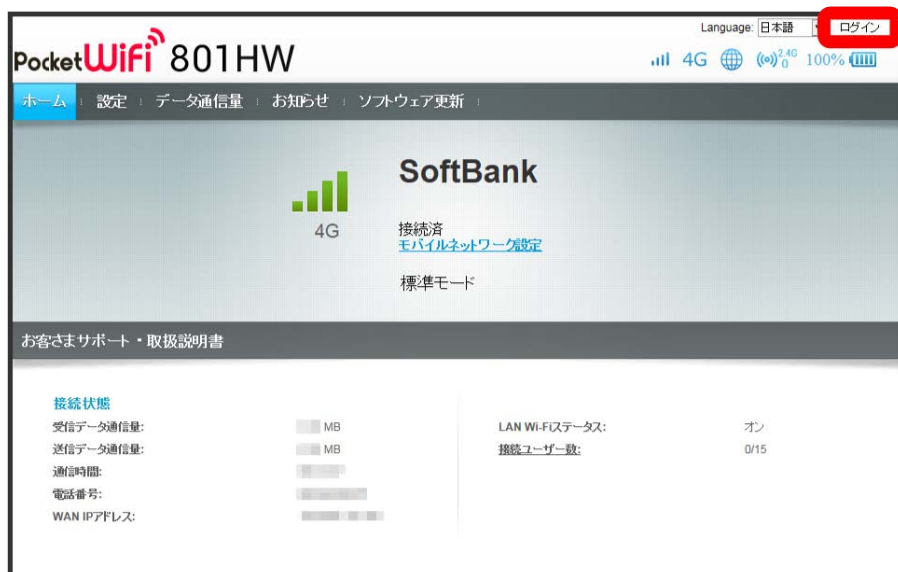 Language: 日本語 ログイン
PocketWiFi 801HW
4G 2.4G 0 100%
ホーム 設定 データ通信量 お知らせ ソフトウェア更新
SoftBank
4G
接続済
モバイルネットワーク設定
標準モード
お客さまサポート・取扱説明書
接続状態
受信データ通信量: MB
送信データ通信量: MB
通信時間:
電話番号:
WAN IPアドレス:
LAN Wi-Fiステータス: オン
接続ユーザー数: 0/15